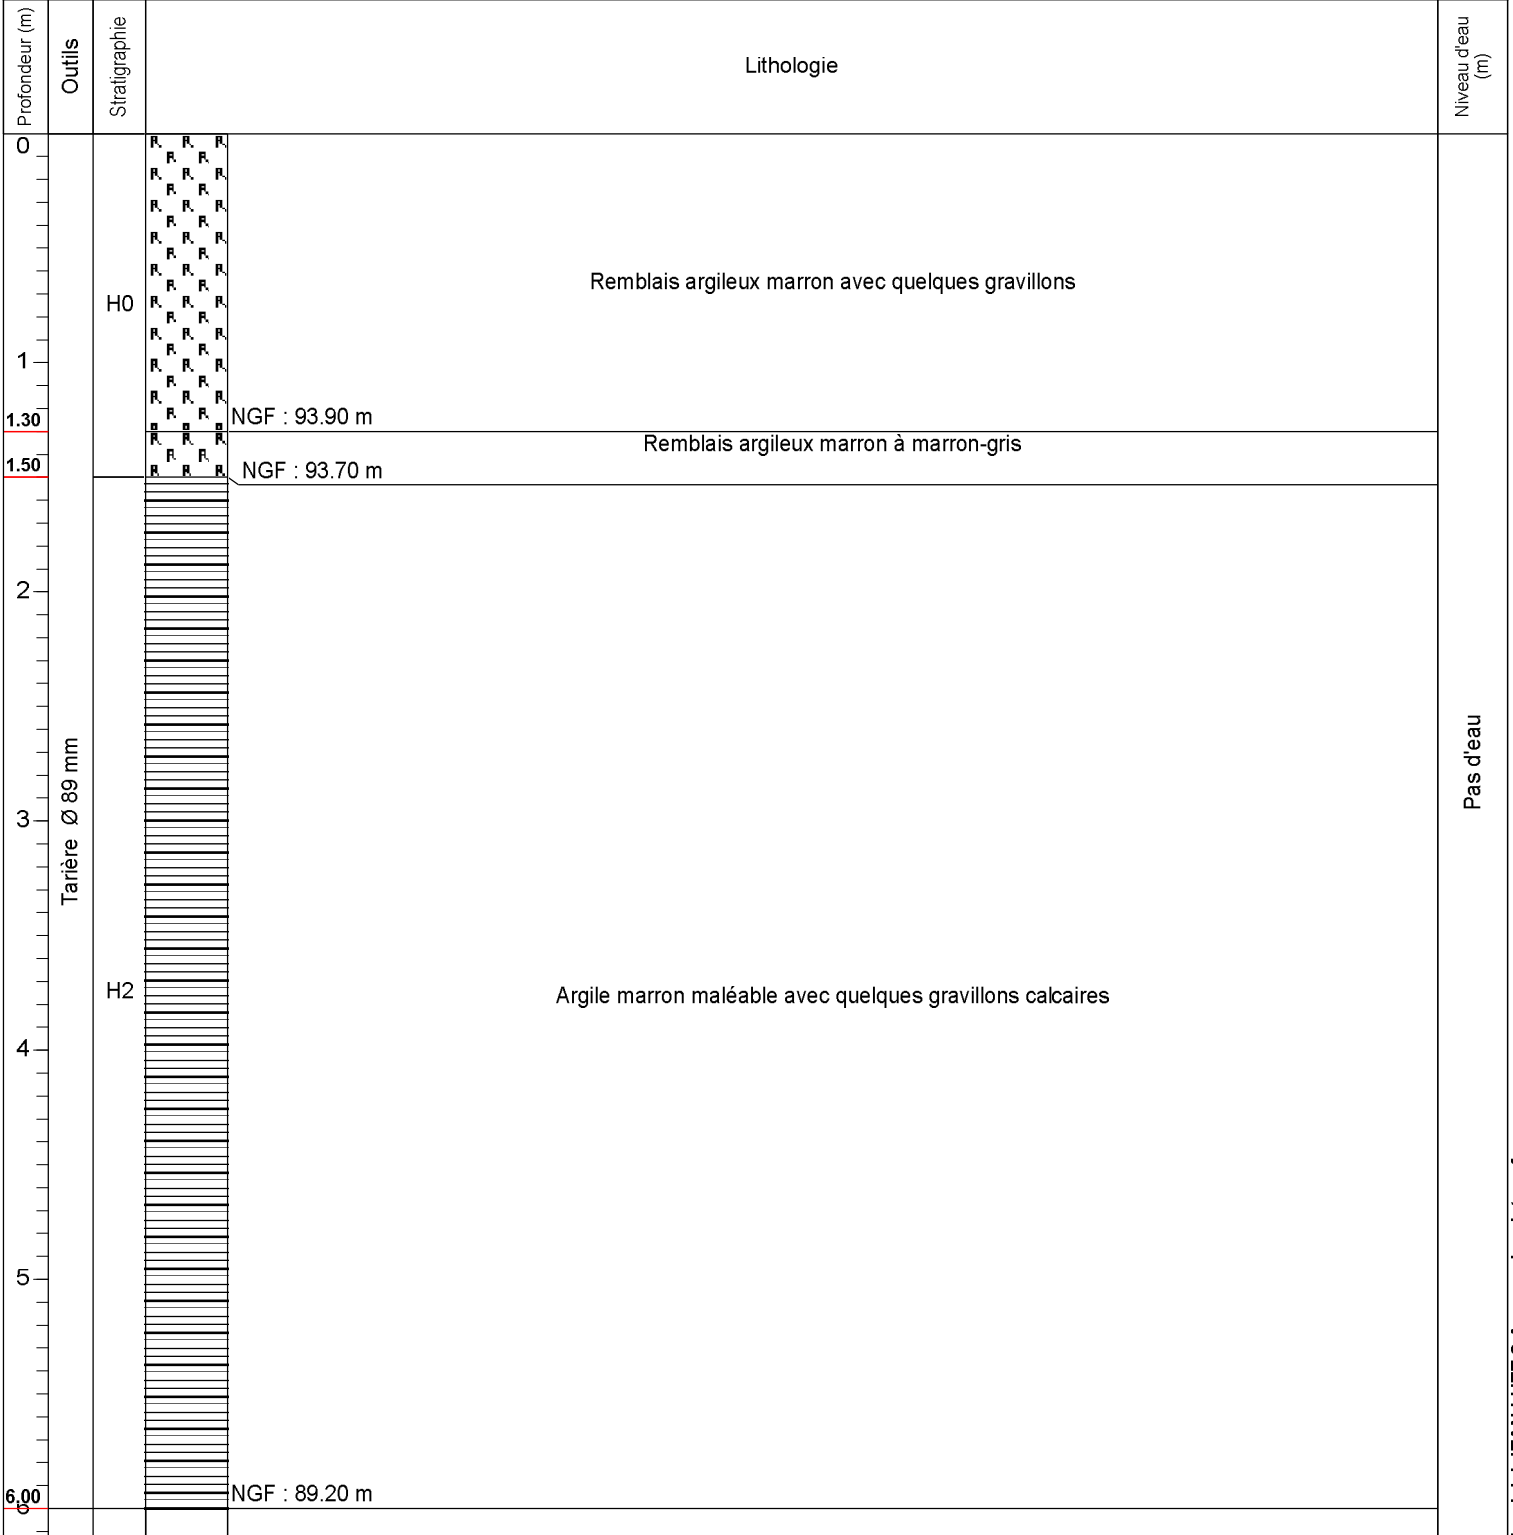 Profondeur (m)
Outils
Stratigraphie
Lithologie
Niveau d'eau
(m)
0
H0
Remblais argileux marron avec quelques gravillons
1
1.30
NGF : 93.90 m
Remblais argileux marron à marron-gris
1.50
NGF : 93.70 m
2
Tarière Ø 89 mm
Pas d'eau
3
H2
Argile marron maléable avec quelques gravillons calcaires
4
5
6.00
NGF : 89.20 m
6